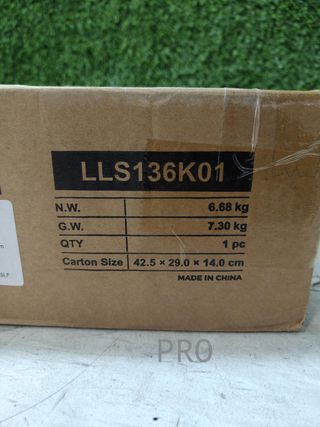 LLS136K01
N.W. 6.68 kg
G.W. 7.30 kg
QTY 1 pc
Carton Size 42.5 × 29.0 × 14.0 cm
MADE IN CHINA
PRO